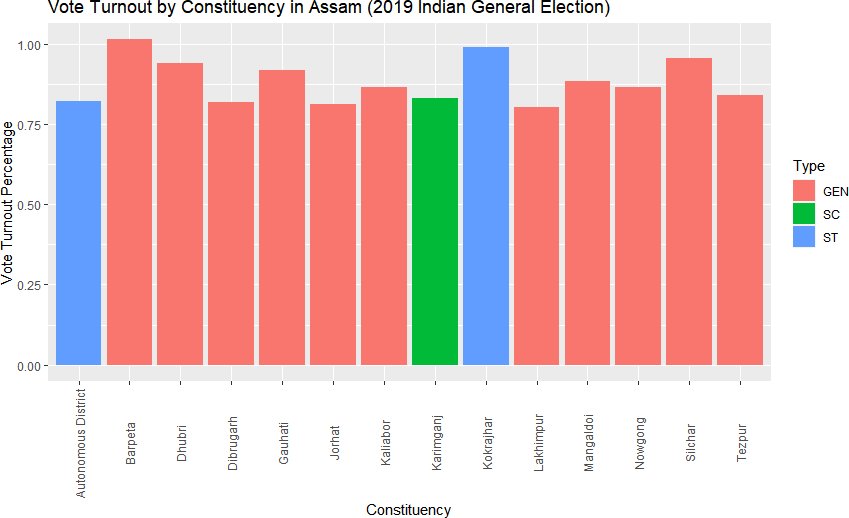 Vote Turnout by Constituency in Assam (2019 Indian General Election)
Vote Turnout Percentage
1.00
0.75
0.50
0.25
0.00
Autonomous District
Barpeta
Dhubri
Dibrugarh
Gauhati
Jorhat
Kaliabor
Karimganj
Kokrajhar
Lakhimpur
Mangaldoi
Nowgong
Silchar
Tezpur
Constituency
Type
GEN
SC
ST